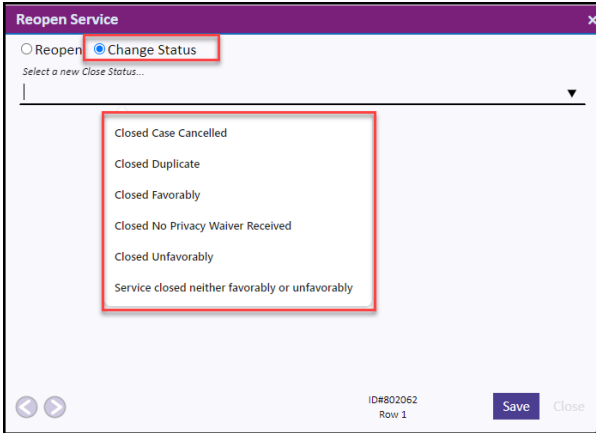 Reopen Service
Reopen Change Status
Select a new Close Status...
Closed Case Cancelled
Closed Duplicate
Closed Favorably
Closed No Privacy Waiver Received
Closed Unfavorably
Service closed neither favorably or unfavorably
ID#802062
Row 1
Save Close